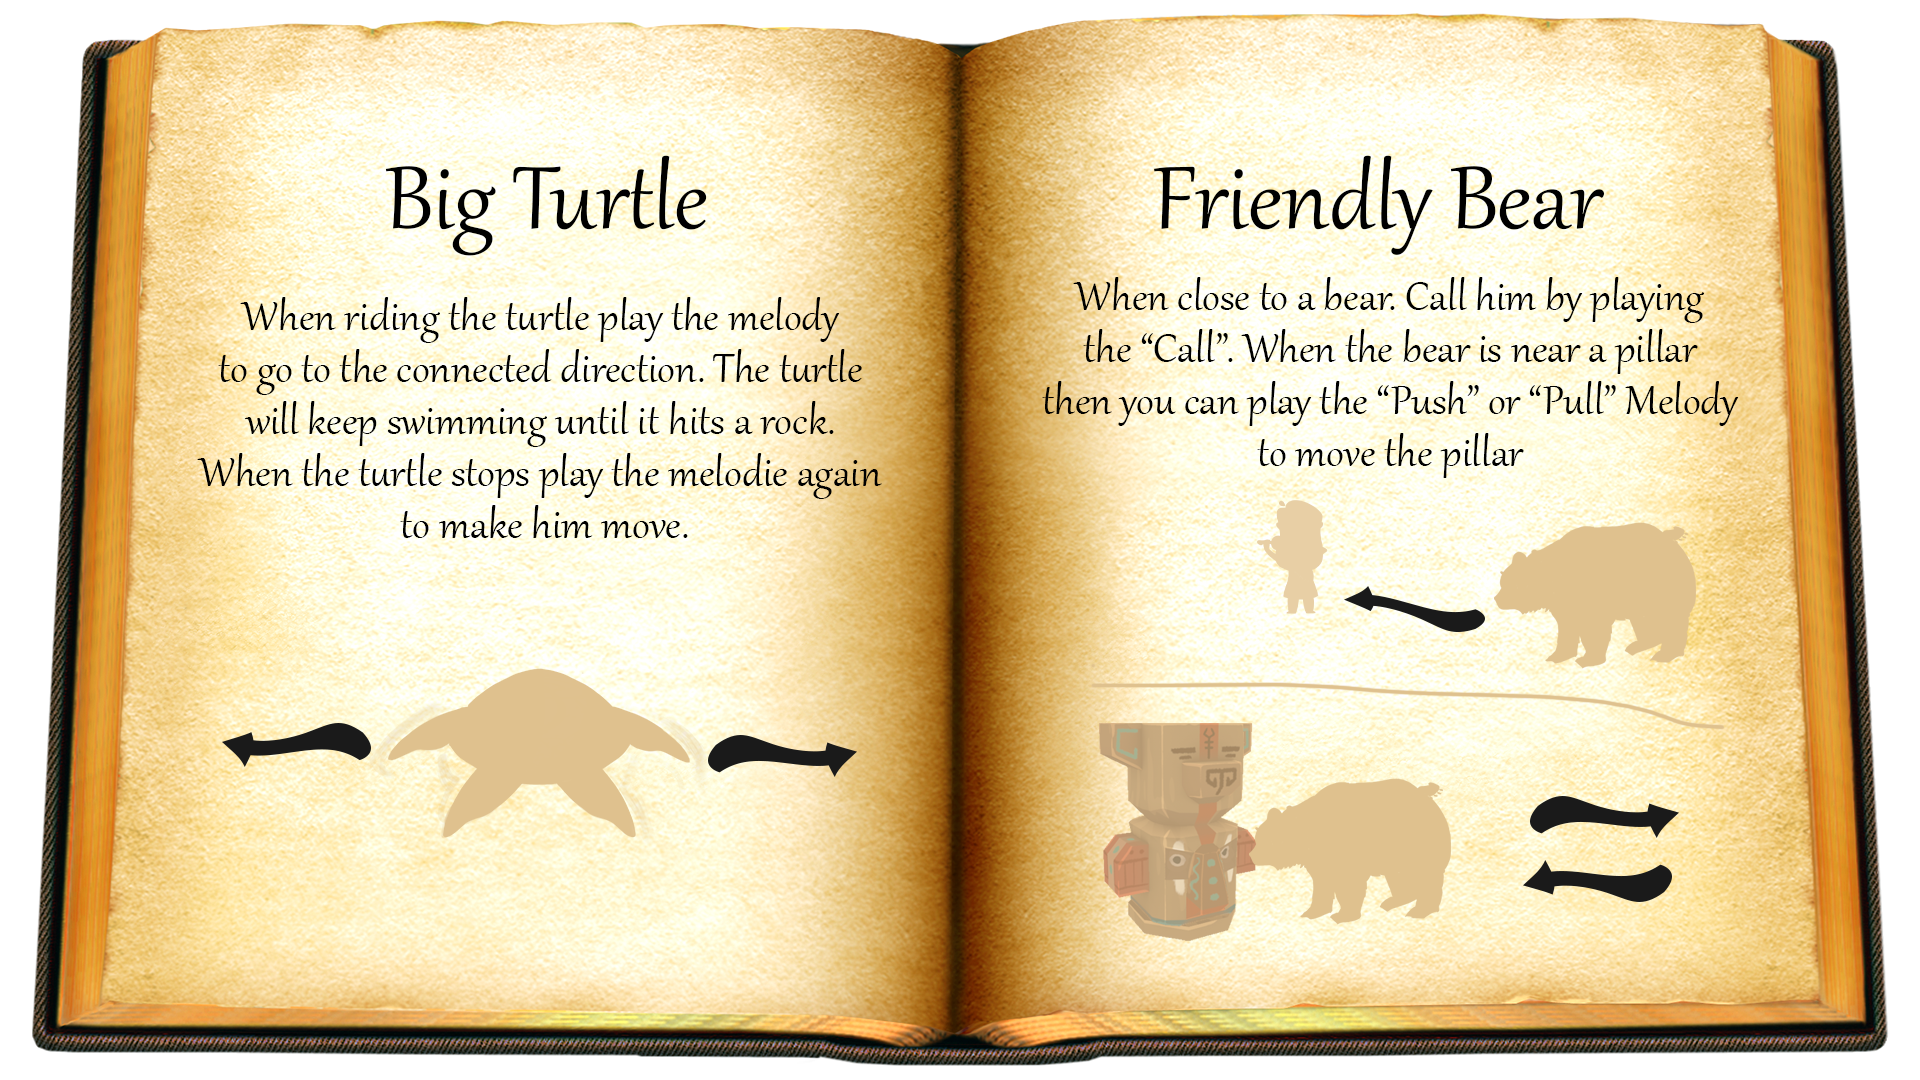 Big Turtle
When riding the turtle play the melody
to go to the connected direction. The turtle
will keep swimming until it hits a rock.
When the turtle stops play the melodie again
to make him move.
Friendly Bear
When close to a bear. Call him by playing
the “Call”. When the bear is near a pillar
then you can play the “Push” or “Pull” Melody
to move the pillar